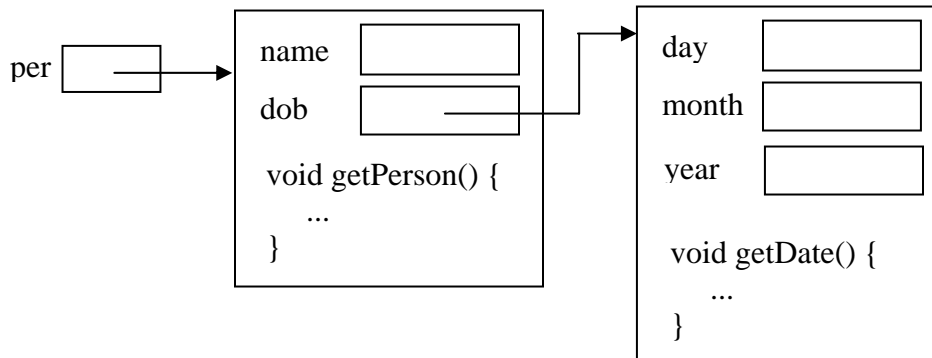 per
name
dob
void getPerson() {
...
}
day
month
year
void getDate() {
...
}